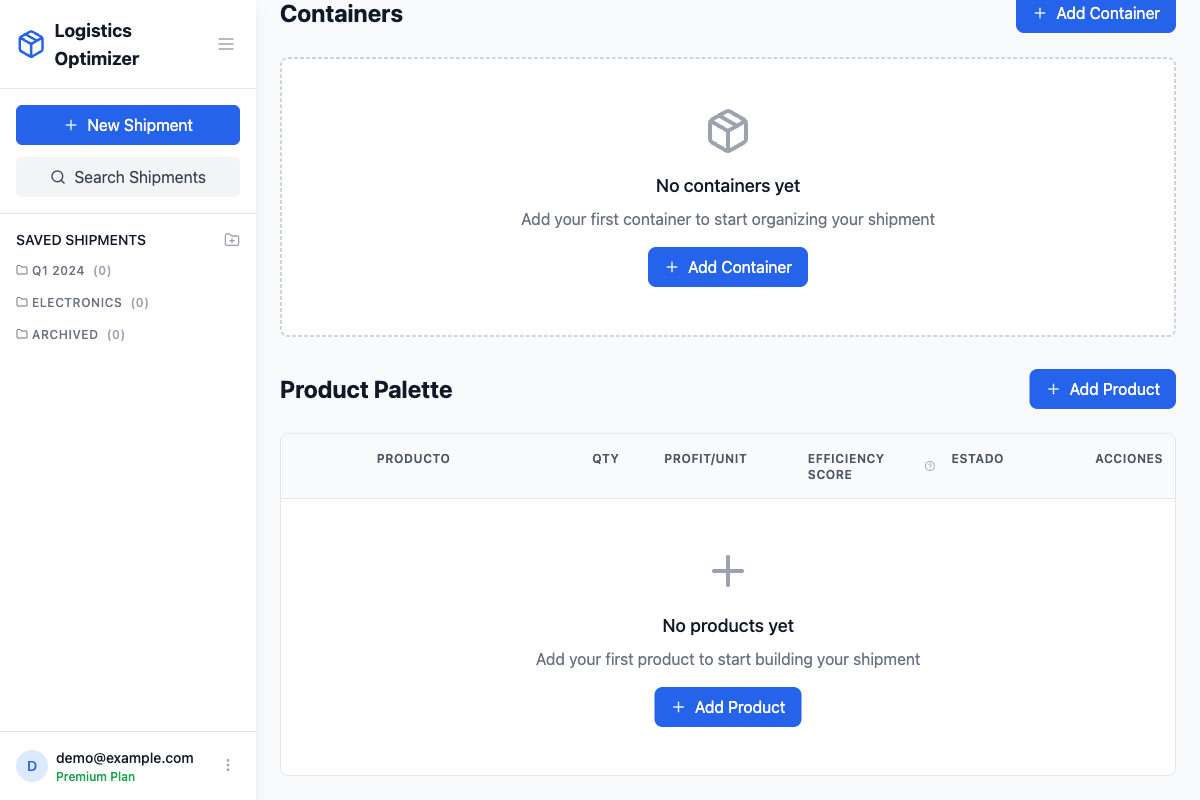 Logistics
Optimizer
New Shipment
Search Shipments
SAVED SHIPMENTS
Q1 2024 (0)
ELECTRONICS (0)
ARCHIVED (0)
D
demo@example.com
Premium Plan
Containers
Add Container
No containers yet
Add your first container to start organizing your shipment
Add Container
Product Palette
Add Product
PRODUCTO QTY PROFIT/UNIT EFFICIENCY SCORE ESTADO ACCIONES
No products yet
Add your first product to start building your shipment
Add Product